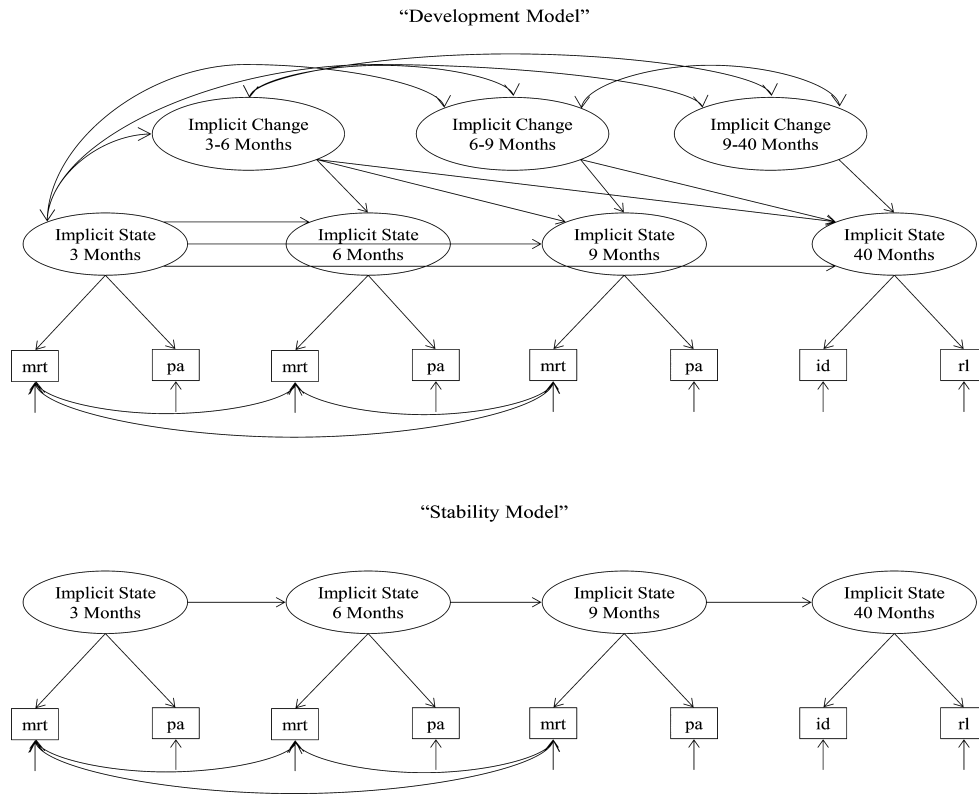 “Development Model”
Implicit Change
3-6 Months
Implicit Change
6-9 Months
Implicit Change
9-40 Months
Implicit State
3 Months
Implicit State
6 Months
Implicit State
9 Months
Implicit State
40 Months
mrt
pa
mrt
pa
mrt
pa
id
rl
“Stability Model”
Implicit State
3 Months
Implicit State
6 Months
Implicit State
9 Months
Implicit State
40 Months
mrt
pa
mrt
pa
mrt
pa
id
rl